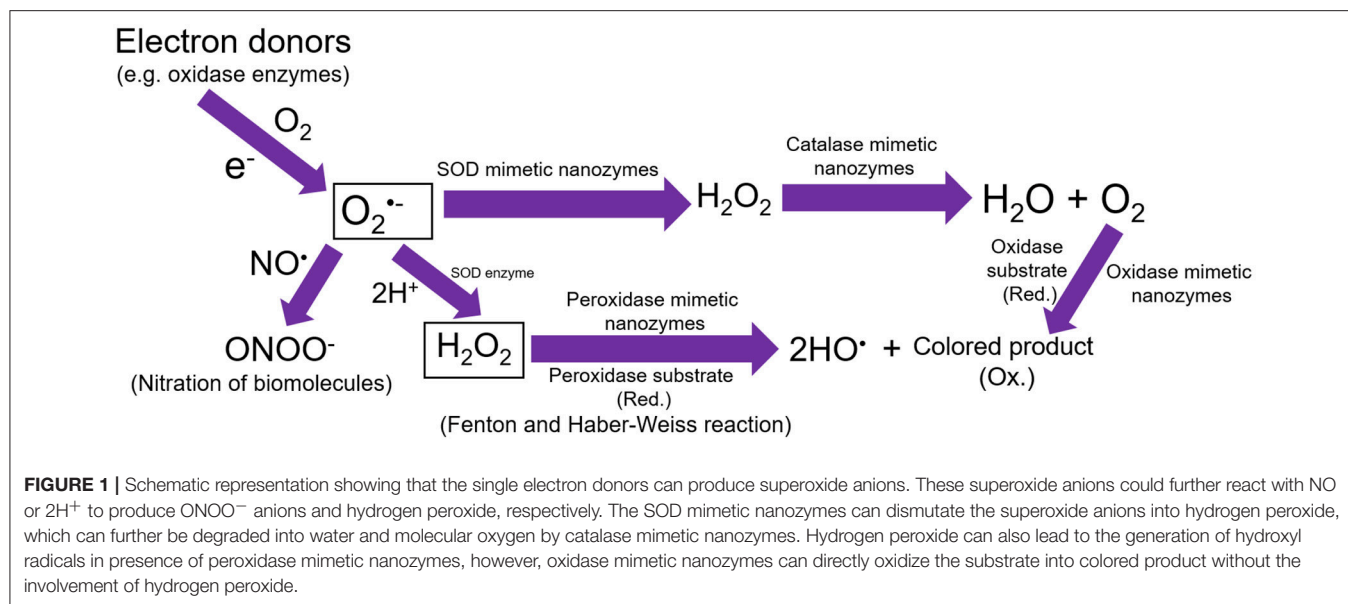 Electron donors
(e.g. oxidase enzymes)
O₂
e⁻
O₂•⁻
SOD mimetic nanozymes
H₂O₂
Catalase mimetic
nanozymes
H₂O + O₂
NO•
2H⁺
SOD enzyme
Oxidase
substrate
(Red.)
Oxidase mimetic
nanozymes
ONOO⁻
(Nitration of biomolecules)
H₂O₂
Peroxidase mimetic
nanozymes
Peroxidase substrate
(Red.)
(Fenton and Haber-Weiss reaction)
2HO• + Colored product
(Ox.)
FIGURE 1 | Schematic representation showing that the single electron donors can produce superoxide anions. These superoxide anions could further react with NO
or 2H⁺ to produce ONOO⁻ anions and hydrogen peroxide, respectively. The SOD mimetic nanozymes can dismutate the superoxide anions into hydrogen peroxide,
which can further be degraded into water and molecular oxygen by catalase mimetic nanozymes. Hydrogen peroxide can also lead to the generation of hydroxyl
radicals in presence of peroxidase mimetic nanozymes, however, oxidase mimetic nanozymes can directly oxidize the substrate into colored product without the
involvement of hydrogen peroxide.